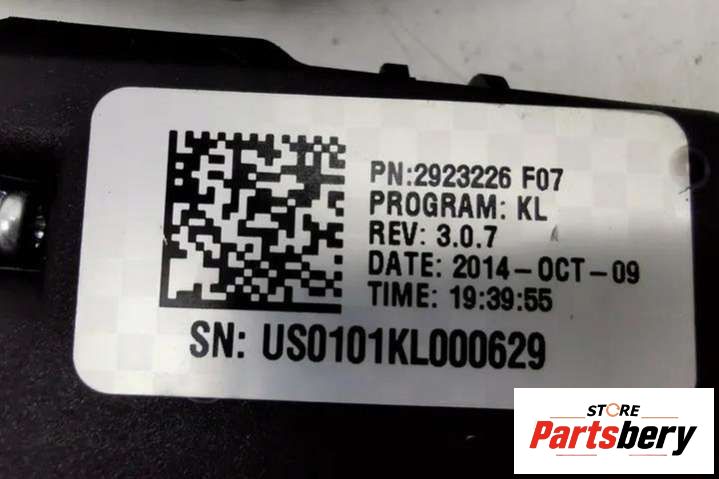 PN:2923226 F07
PROGRAM: KL
REV: 3.0.7
DATE: 2014-OCT-09
TIME: 19:39:55
SN: US0101KL000629
STORE
Partsbery